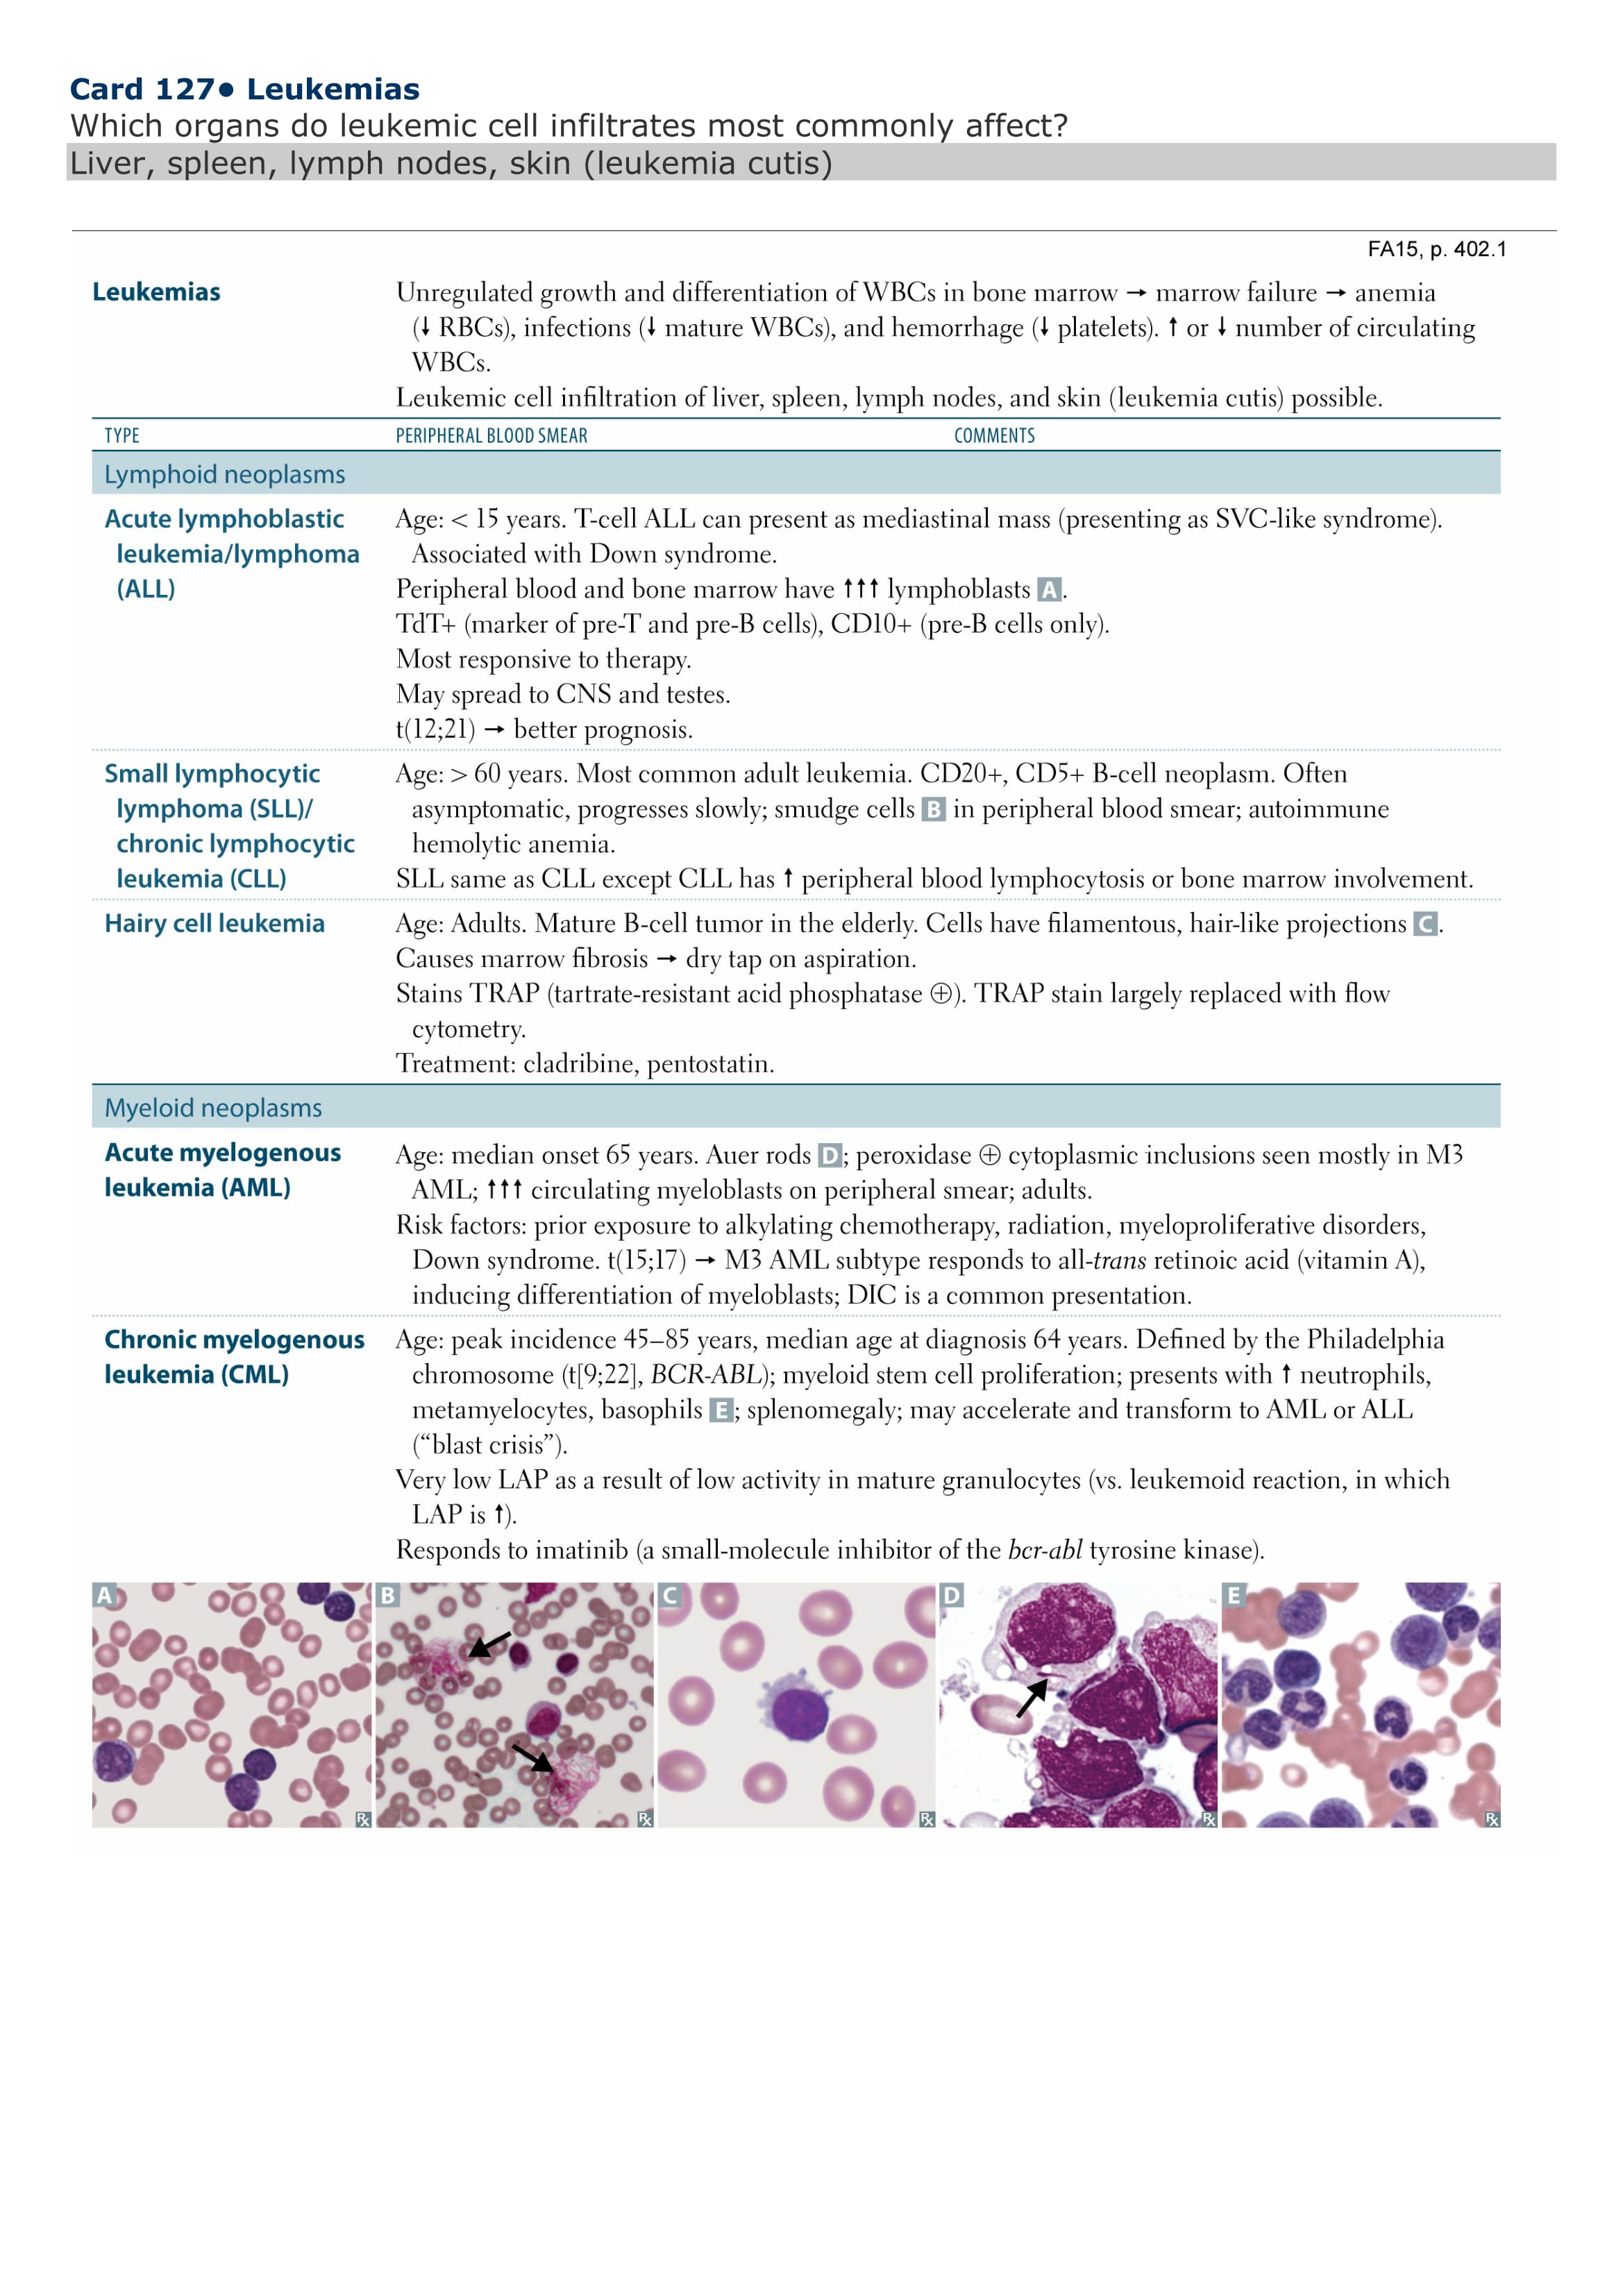 Card 127• Leukemias
Which organs do leukemic cell infiltrates most commonly affect?
Liver, spleen, lymph nodes, skin (leukemia cutis)
FA15, p. 402.1
Leukemias
Unregulated growth and differentiation of WBCs in bone marrow → marrow failure → anemia
(↓ RBCs), infections (↓ mature WBCs), and hemorrhage (↓ platelets). ↑ or ↓ number of circulating
WBCs.
Leukemic cell infiltration of liver, spleen, lymph nodes, and skin (leukemia cutis) possible.
TYPE PERIPHERAL BLOOD SMEAR COMMENTS
Lymphoid neoplasms
Acute lymphoblastic
leukemia/lymphoma
(ALL)
Age: < 15 years. T-cell ALL can present as mediastinal mass (presenting as SVC-like syndrome).
Associated with Down syndrome.
Peripheral blood and bone marrow have ↑↑↑ lymphoblasts A.
TdT+ (marker of pre-T and pre-B cells), CD10+ (pre-B cells only).
Most responsive to therapy.
May spread to CNS and testes.
t(12;21) → better prognosis.
Small lymphocytic
lymphoma (SLL)/
chronic lymphocytic
leukemia (CLL)
Age: > 60 years. Most common adult leukemia. CD20+, CD5+ B-cell neoplasm. Often
asymptomatic, progresses slowly; smudge cells B in peripheral blood smear; autoimmune
hemolytic anemia.
SLL same as CLL except CLL has ↑ peripheral blood lymphocytosis or bone marrow involvement.
Hairy cell leukemia
Age: Adults. Mature B-cell tumor in the elderly. Cells have filamentous, hair-like projections C.
Causes marrow fibrosis → dry tap on aspiration.
Stains TRAP (tartrate-resistant acid phosphatase ⊕). TRAP stain largely replaced with flow
cytometry.
Treatment: cladribine, pentostatin.
Myeloid neoplasms
Acute myelogenous
leukemia (AML)
Age: median onset 65 years. Auer rods D; peroxidase ⊕ cytoplasmic inclusions seen mostly in M3
AML; ↑↑↑ circulating myeloblasts on peripheral smear; adults.
Risk factors: prior exposure to alkylating chemotherapy, radiation, myeloproliferative disorders,
Down syndrome. t(15;17) → M3 AML subtype responds to all-trans retinoic acid (vitamin A),
inducing differentiation of myeloblasts; DIC is a common presentation.
Chronic myelogenous
leukemia (CML)
Age: peak incidence 45–85 years, median age at diagnosis 64 years. Defined by the Philadelphia
chromosome (t[9;22], BCR-ABL); myeloid stem cell proliferation; presents with ↑ neutrophils,
metamyelocytes, basophils E; splenomegaly; may accelerate and transform to AML or ALL
(“blast crisis”).
Very low LAP as a result of low activity in mature granulocytes (vs. leukemoid reaction, in which
LAP is ↑).
Responds to imatinib (a small-molecule inhibitor of the bcr-abl tyrosine kinase).
A B C D E
℞ ℞ ℞ ℞ ℞